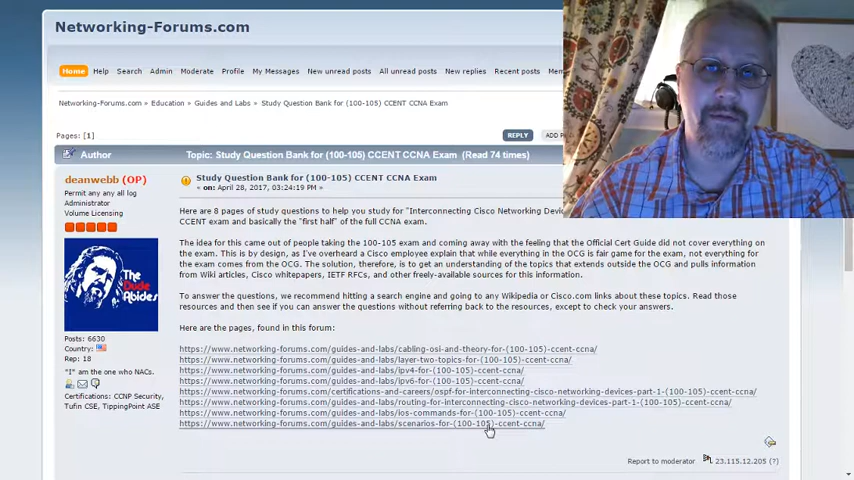 Networking-Forums.com
Home Help Search Admin Moderate Profile My Messages New unread posts All unread posts New replies Recent posts
Networking-Forums.com » Education » Guides and Labs » Study Question Bank for (100-105) CCENT CCNA Exam
Pages: [1]
REPLY ADD
Author Topic: Study Question Bank for (100-105) CCENT CCNA Exam (Read 74 times)
deanwebb (OP)
Permit any any all log
Administrator
Volume Licensing
The
Dude
Abides
Posts: 6630
Country:
Rep: 18
"I" am the one who NACs.
Certifications: CCNP Security,
Tufin CSE, TippingPoint ASE
Study Question Bank for (100-105) CCENT CCNA Exam
« on: April 28, 2017, 03:24:19 PM »
Here are 8 pages of study questions to help you study for "Interconnecting Cisco Networking
CCENT exam and basically the "first half" of the full CCNA exam.
The idea for this came out of people taking the 100-105 exam and coming away with the feeling that the Official Cert Guide did not cover everything on
the exam. This is by design, as I've overheard a Cisco employee explain that while everything in the OCG is fair game for the exam, not everything for
the exam comes from the OCG. The solution, therefore, is to get an understanding of the topics that extends outside the OCG and pulls information
from Wiki articles, Cisco whitepapers, IETF RFCs, and other freely-available sources for this information.
To answer the questions, we recommend hitting a search engine and going to any Wikipedia or Cisco.com links about these topics. Read those
resources and then see if you can answer the questions without referring back to the resources, except to check your answers.
Here are the pages, found in this forum:
https://www.networking-forums.com/guides-and-labs/cabling-osi-and-theory-for-(100-105)-ccent-ccna/
https://www.networking-forums.com/guides-and-labs/layer-two-topics-for-(100-105)-ccent-ccna/
https://www.networking-forums.com/guides-and-labs/ipv4-for-(100-105)-ccent-ccna/
https://www.networking-forums.com/guides-and-labs/ipv6-for-(100-105)-ccent-ccna/
https://www.networking-forums.com/certifications-and-careers/ospf-for-interconnecting-cisco-networking-devices-part-1-(100-105)-ccent-ccna/
https://www.networking-forums.com/guides-and-labs/routing-for-interconnecting-cisco-networking-devices-part-1-(100-105)-ccent-ccna/
https://www.networking-forums.com/guides-and-labs/ios-commands-for-(100-105)-ccent-ccna/
https://www.networking-forums.com/guides-and-labs/scenarios-for-(100-105)-ccent-ccna/
Report to moderator 23.115.12.205 (?)